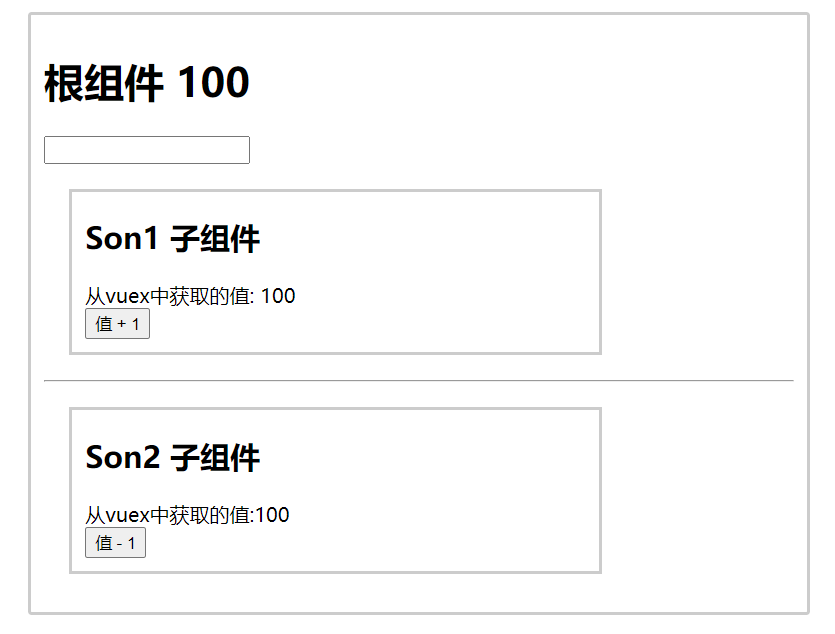 根组件 100
Son1 子组件
从vuex中获取的值: 100
值 + 1
Son2 子组件
从vuex中获取的值:100
值 - 1